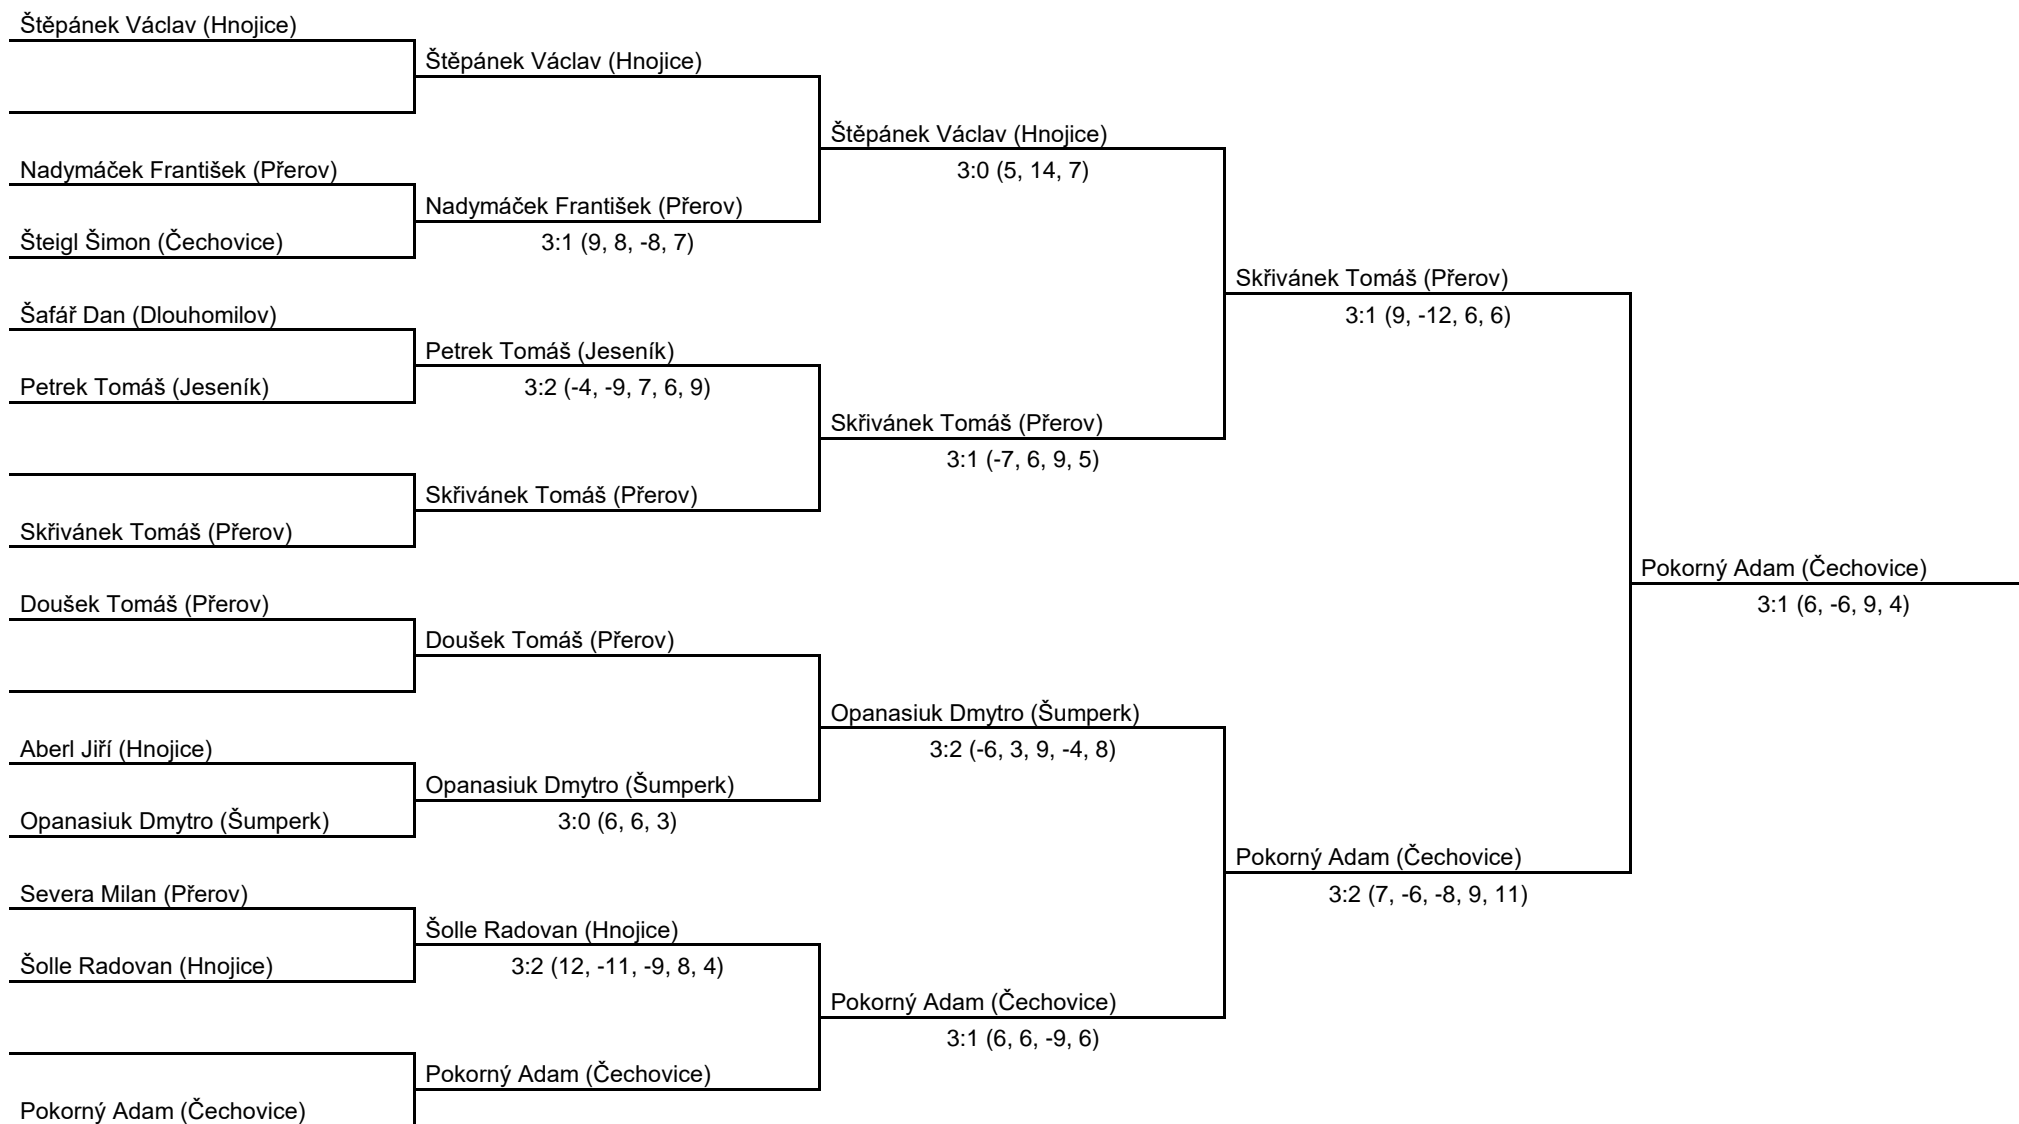 Štěpánek Václav (Hnojice)
Štěpánek Václav (Hnojice)
Štěpánek Václav (Hnojice)
Nadymáček František (Přerov)
3:0 (5, 14, 7)
Nadymáček František (Přerov)
Šteigl Šimon (Čechovice)
3:1 (9, 8, -8, 7)
Skřivánek Tomáš (Přerov)
Šafář Dan (Dlouhomilov)
3:1 (9, -12, 6, 6)
Petrek Tomáš (Jeseník)
Petrek Tomáš (Jeseník)
3:2 (-4, -9, 7, 6, 9)
Skřivánek Tomáš (Přerov)
3:1 (-7, 6, 9, 5)
Skřivánek Tomáš (Přerov)
Skřivánek Tomáš (Přerov)
Pokorný Adam (Čechovice)
Doušek Tomáš (Přerov)
3:1 (6, -6, 9, 4)
Doušek Tomáš (Přerov)
Opanasiuk Dmytro (Šumperk)
Aberl Jiří (Hnojice)
3:2 (-6, 3, 9, -4, 8)
Opanasiuk Dmytro (Šumperk)
Opanasiuk Dmytro (Šumperk)
3:0 (6, 6, 3)
Pokorný Adam (Čechovice)
Severa Milan (Přerov)
3:2 (7, -6, -8, 9, 11)
Šolle Radovan (Hnojice)
Šolle Radovan (Hnojice)
3:2 (12, -11, -9, 8, 4)
Pokorný Adam (Čechovice)
3:1 (6, 6, -9, 6)
Pokorný Adam (Čechovice)
Pokorný Adam (Čechovice)